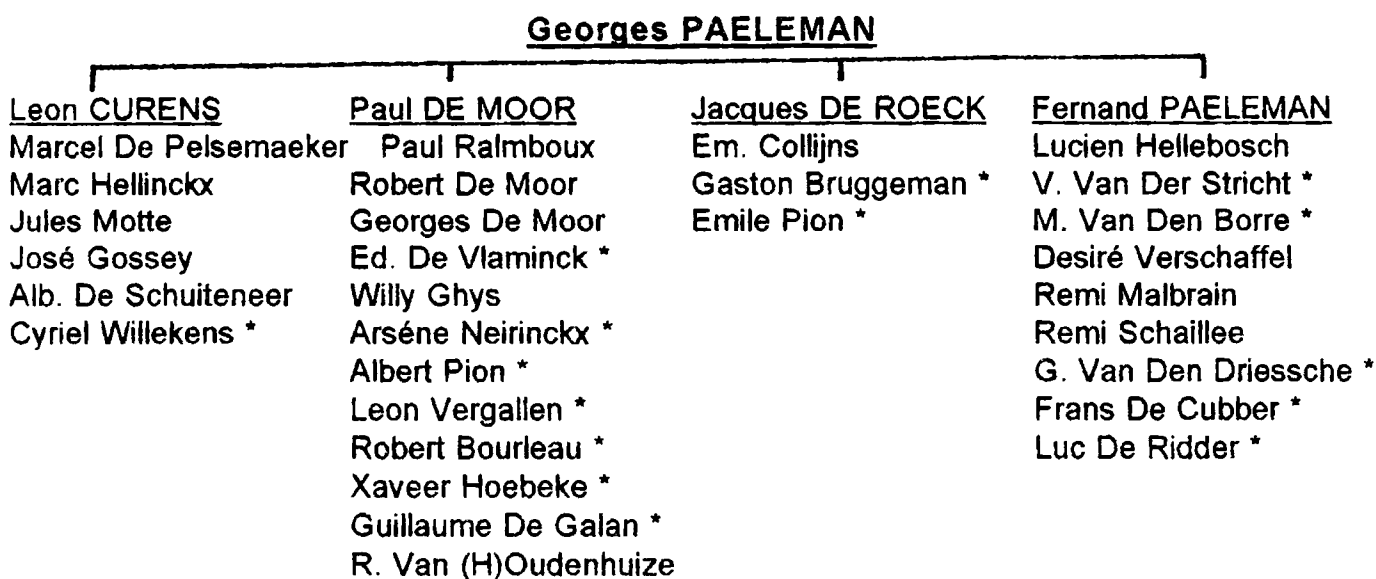 Georges PAELEMAN
Leon CURENS
Marcel De Pelsemaeker
Marc Hellinckx
Jules Motte
José Gossey
Alb. De Schuiteneer
Cyriel Willekens *
Paul DE MOOR
Paul Ralmboux
Robert De Moor
Georges De Moor
Ed. De Vlaminck *
Willy Ghys
Arséne Neirinckx *
Albert Pion *
Leon Vergallen *
Robert Bourleau *
Xaveer Hoebeke *
Guillaume De Galan *
R. Van (H)Oudenhuize
Jacques DE ROECK
Em. Collijns
Gaston Bruggeman *
Emile Pion *
Fernand PAELEMAN
Lucien Hellebosch
V. Van Der Stricht *
M. Van Den Borre *
Desiré Verschaffel
Remi Malbrain
Remi Schaillee
G. Van Den Driessche *
Frans De Cubber *
Luc De Ridder *